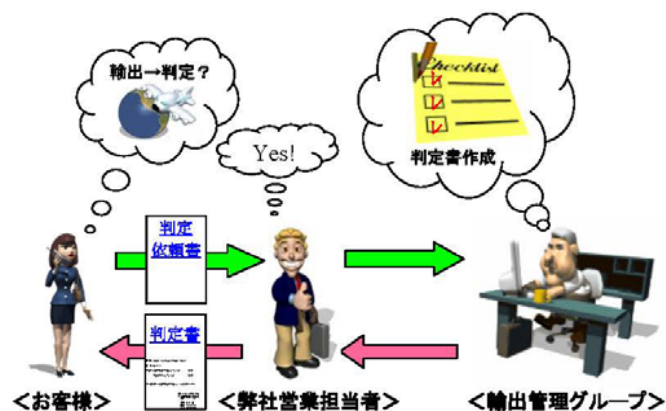 輸出→判定？
Checklist
Yes!
判定書作成
判定
依頼書
判定書
＜お客様＞
＜弊社営業担当者＞
＜輸出管理グループ＞